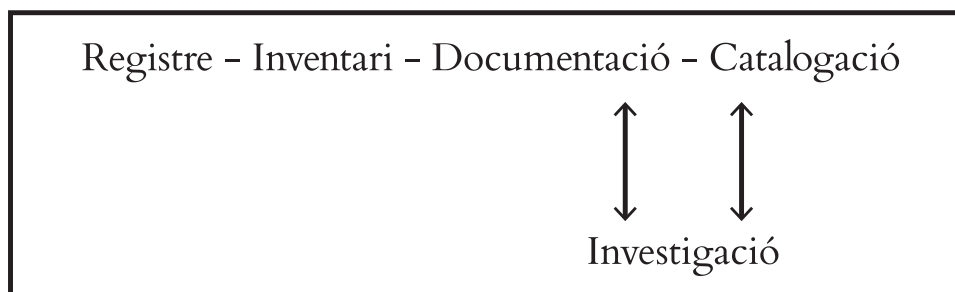 Registre – Inventari – Documentació – Catalogació
Investigació